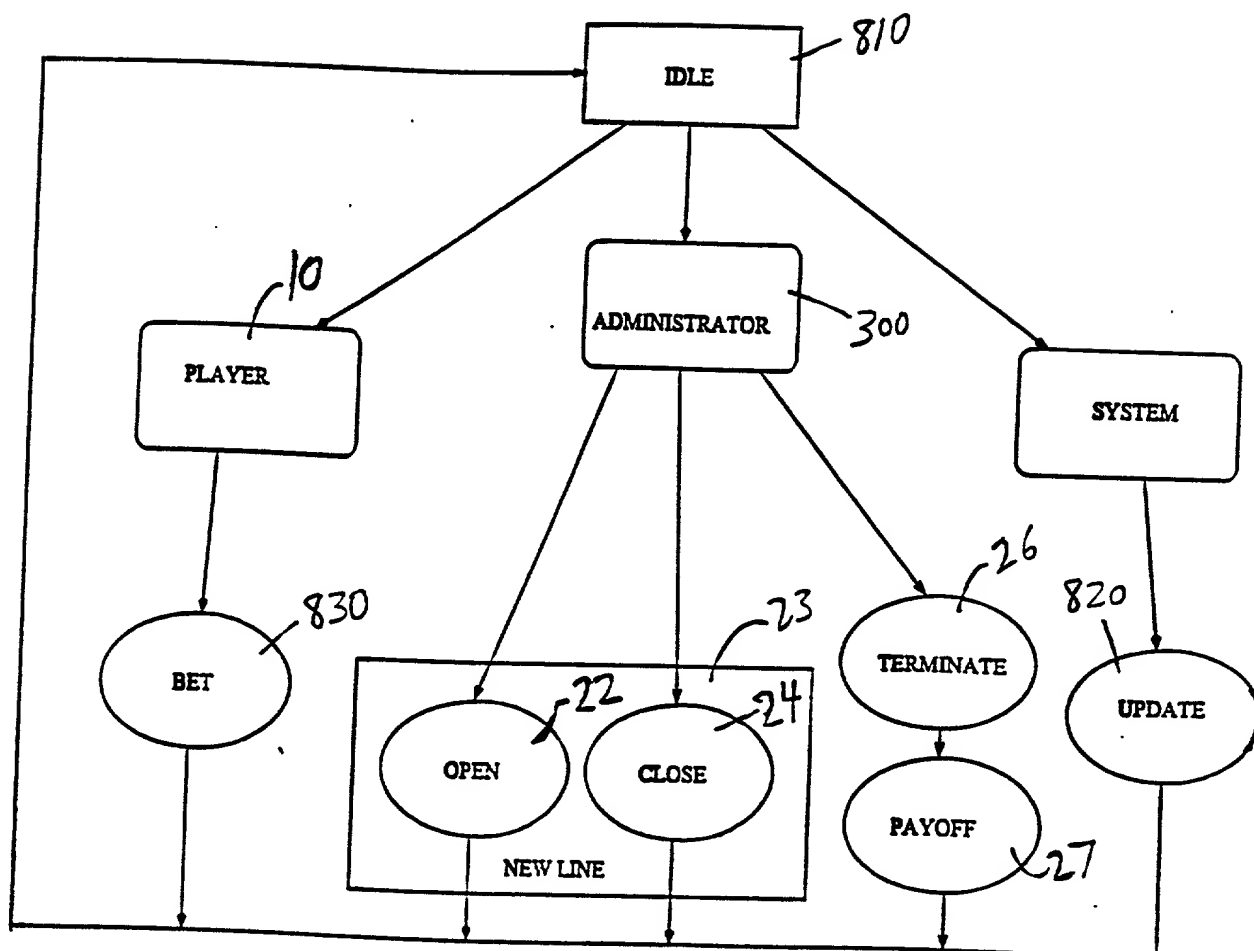 810
IDLE
10
ADMINISTRATOR
300
PLAYER
SYSTEM
26
830
23
820
TERMINATE
BET
22
24
UPDATE
OPEN
CLOSE
PAYOFF
27
NEW LINE